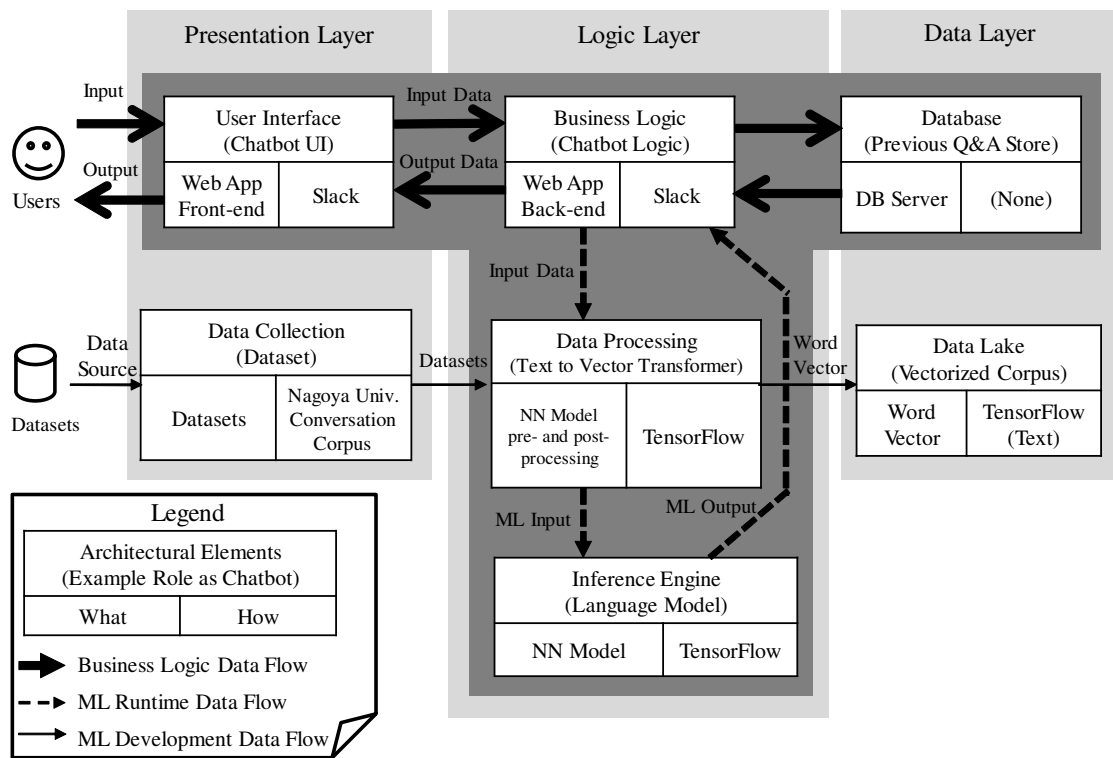 Presentation Layer
Logic Layer
Data Layer
Input
Output
Users
User Interface
(Chatbot UI)
Web App
Front-end
Slack
Input Data
Output Data
Business Logic
(Chatbot Logic)
Web App
Back-end
Slack
Database
(Previous Q&A Store)
DB Server
(None)
Input Data
Data
Source
Datasets
Data Collection
(Dataset)
Datasets
Nagoya Univ.
Conversation
Corpus
Datasets
Data Processing
(Text to Vector Transformer)
NN Model
pre- and post-
processing
TensorFlow
Word
Vector
Data Lake
(Vectorized Corpus)
Word
Vector
TensorFlow
(Text)
ML Input
ML Output
Inference Engine
(Language Model)
NN Model
TensorFlow
Legend
Architectural Elements
(Example Role as Chatbot)
What
How
Business Logic Data Flow
ML Runtime Data Flow
ML Development Data Flow